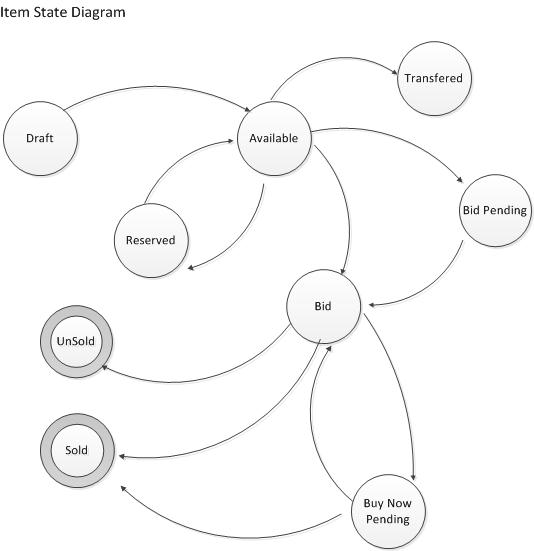 Item State Diagram
Transfered
Draft
Available
Bid Pending
Reserved
Bid
UnSold
Sold
Buy Now
Pending